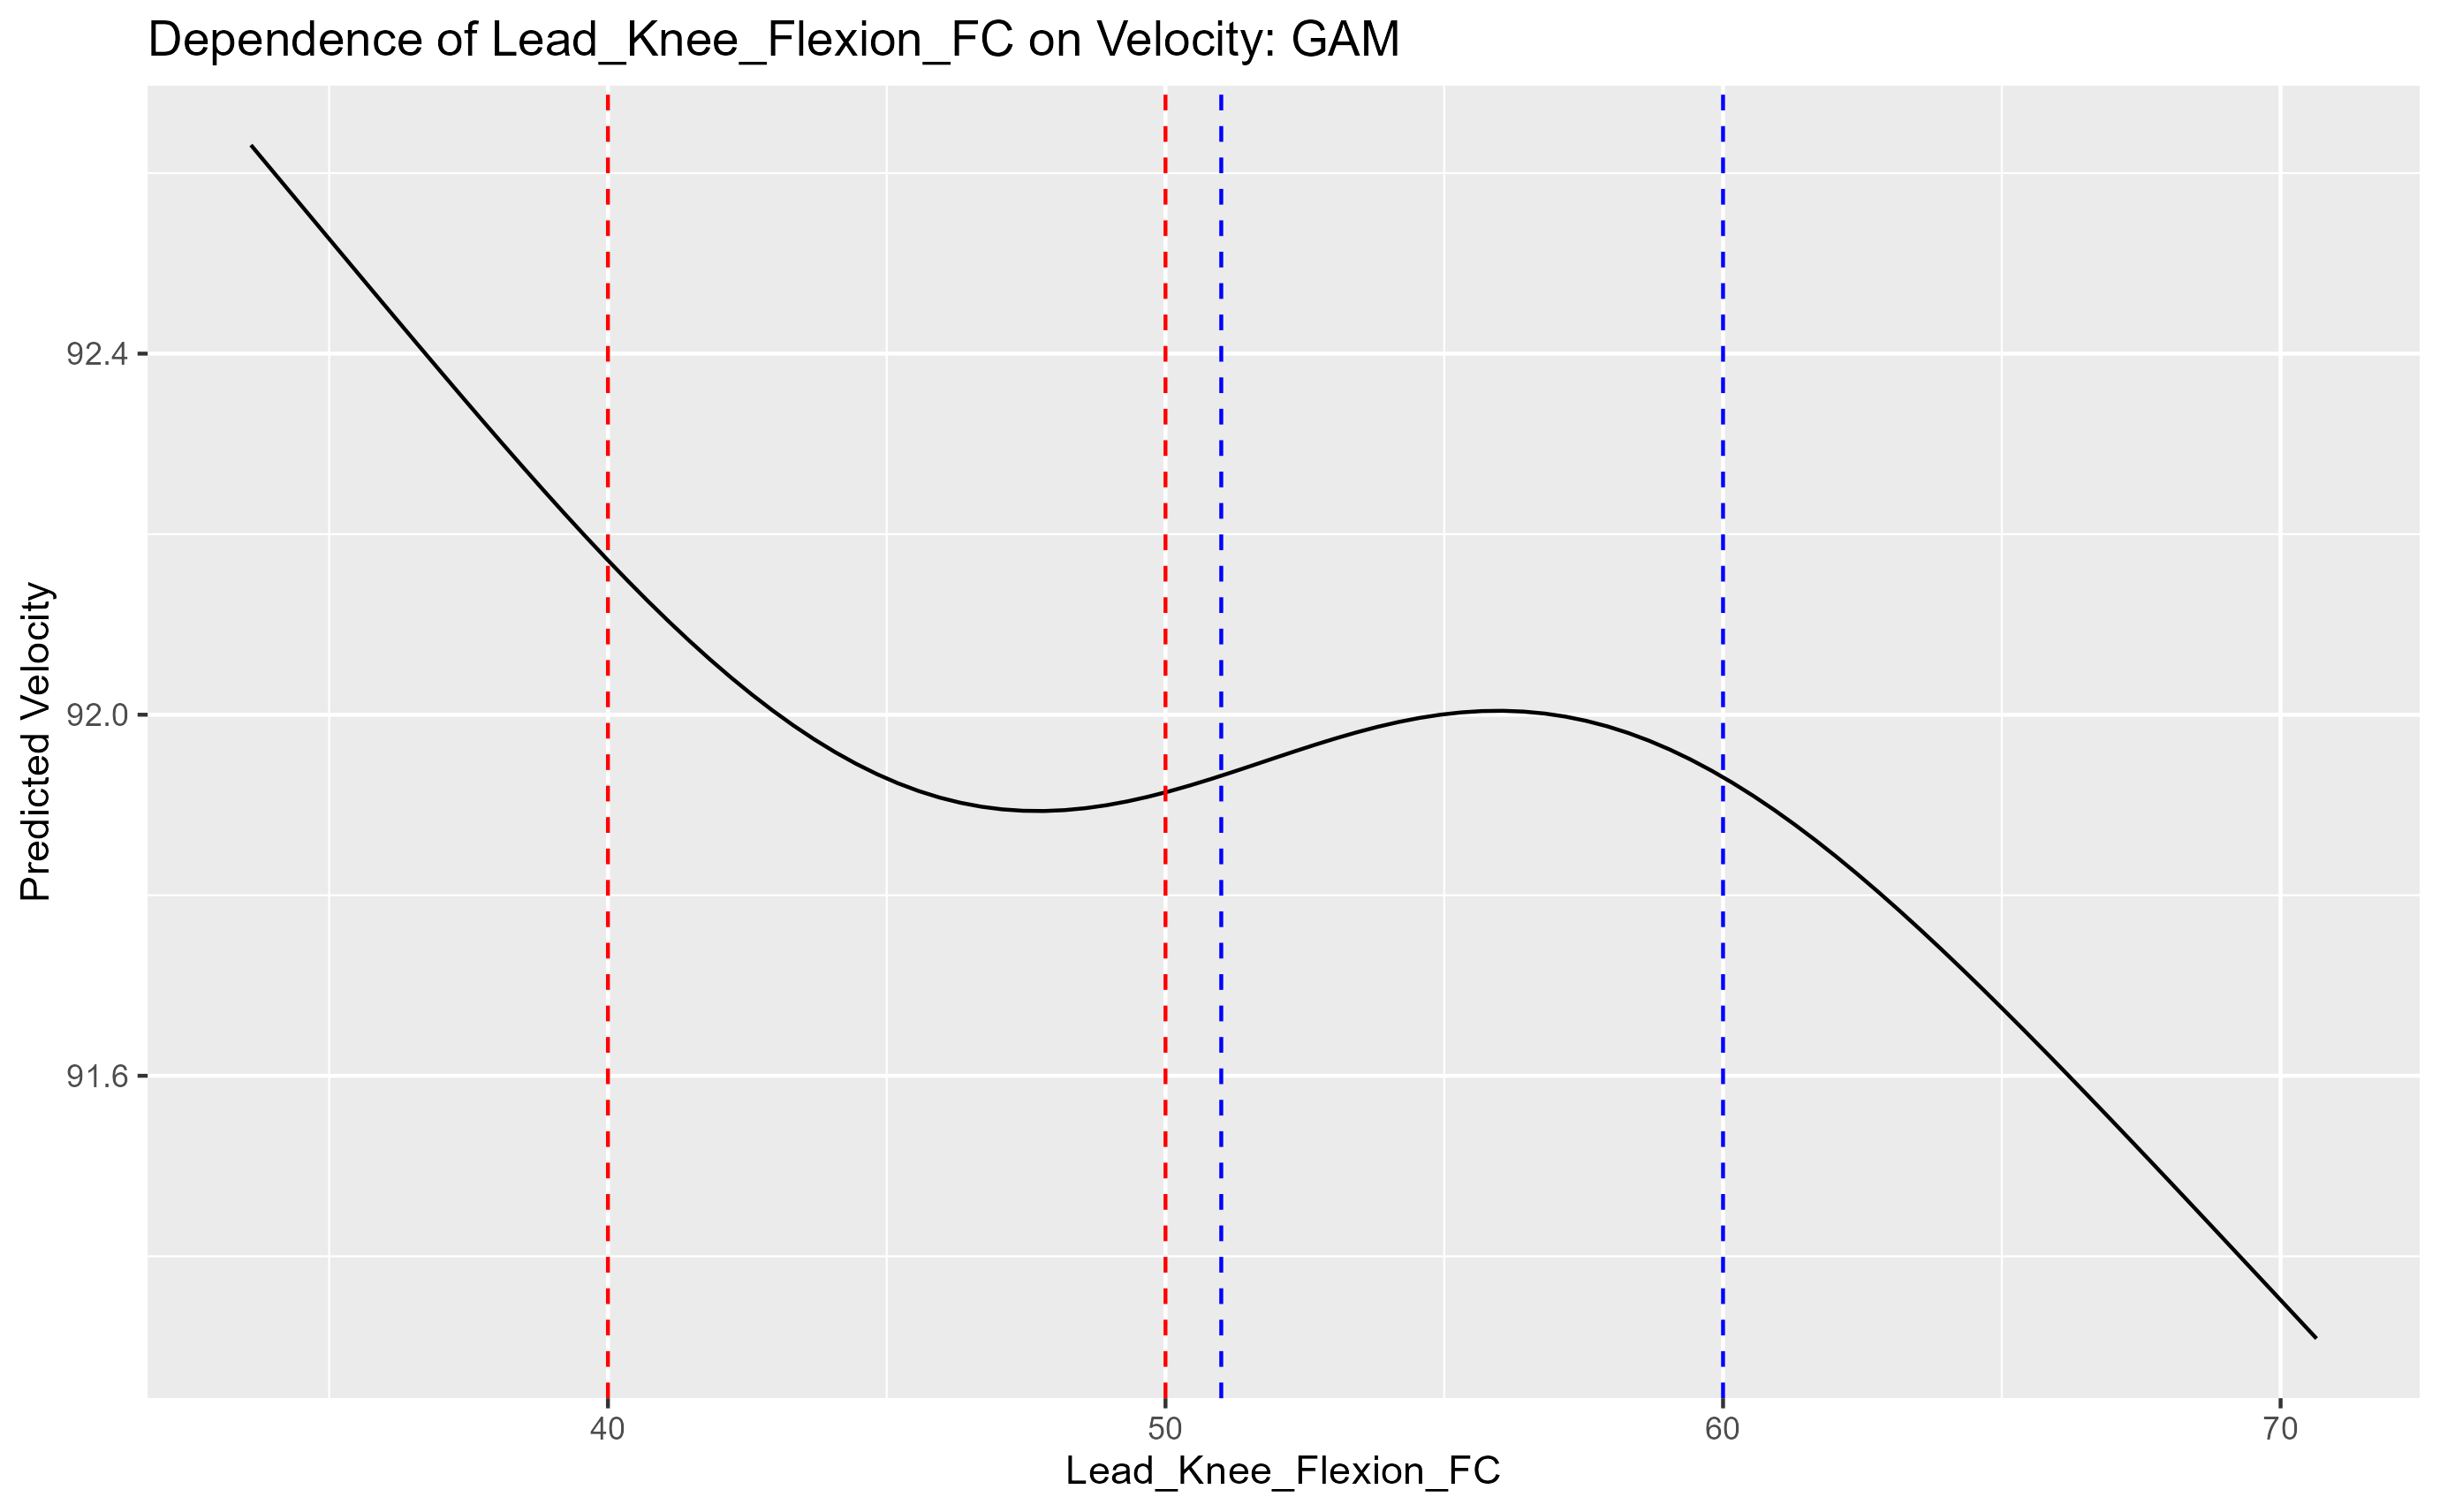 Dependence of Lead_Knee_Flexion_FC on Velocity: GAM
Predicted Velocity
92.4
92.0
91.6
40 50 60 70
Lead_Knee_Flexion_FC